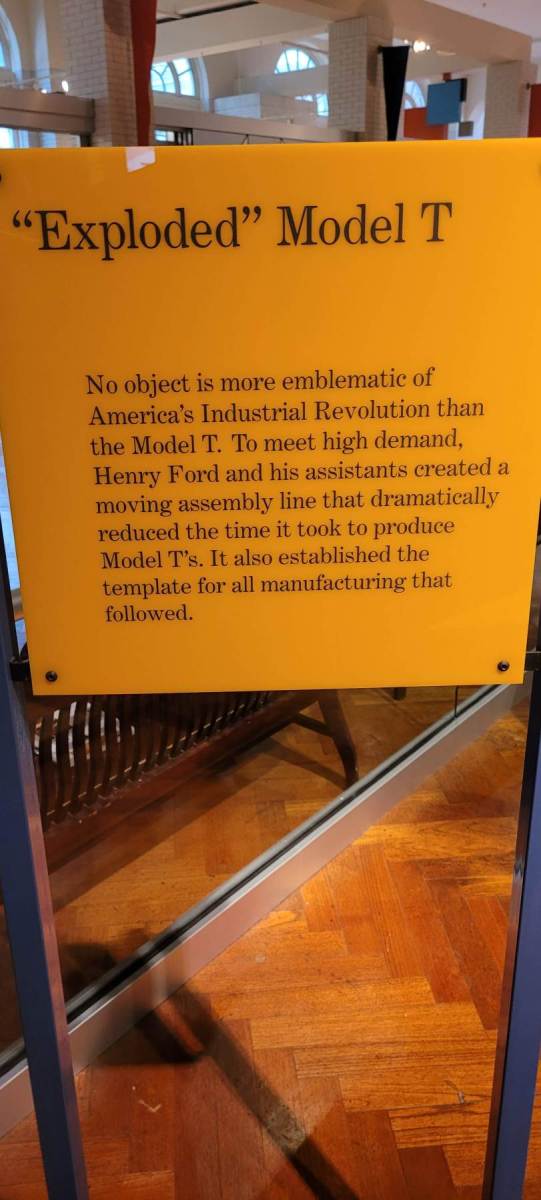 “Exploded” Model T
No object is more emblematic of
America’s Industrial Revolution than
the Model T. To meet high demand,
Henry Ford and his assistants created a
moving assembly line that dramatically
reduced the time it took to produce
Model T’s. It also established the
template for all manufacturing that
followed.